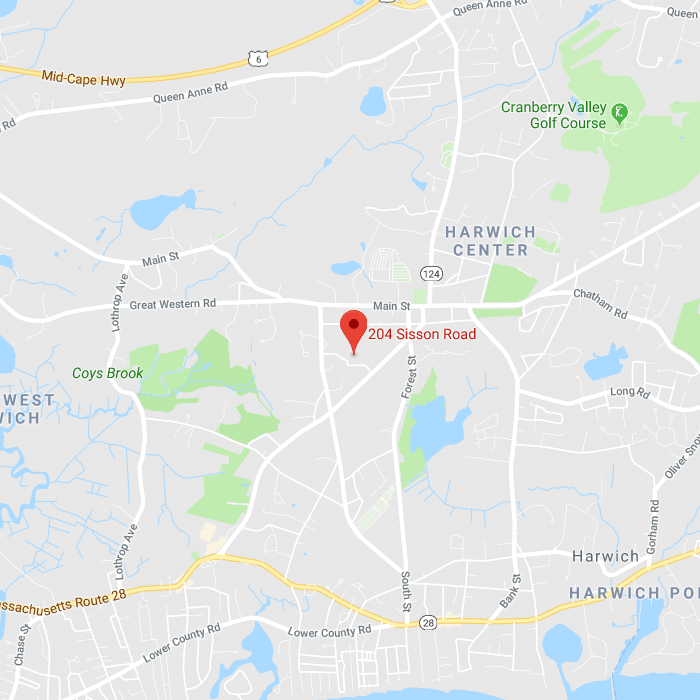 Queen Anne Rd
Queen
6
Mid-Cape Hwy
Queen Anne Rd
Rd
Cranberry Valley
Golf Course
HARWICH
CENTER
Main St
124
Great Western Rd
Main St
Chatham Rd
Lothrop Ave
204 Sisson Road
Coys Brook
Forest St
Long Rd
WEST
ICH
Oliver Snow
Gorham Rd
Lothrop Ave
Harwich
South St
Bank St
HARWICH POR
assachusetts Route 28
28
Chase St
Lower County Rd
Lower County Rd